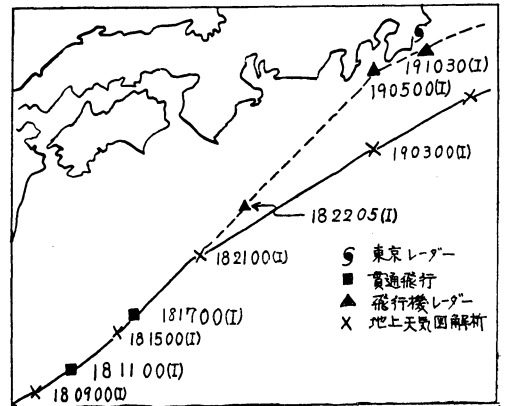 191030(I)
190500(I)
190300(I)
182205(I)
182100(I)
東京レーダー
貫通飛行
飛行機レーダー
地上天気図解析
181700(I)
181500(I)
181100(I)
180900(I)